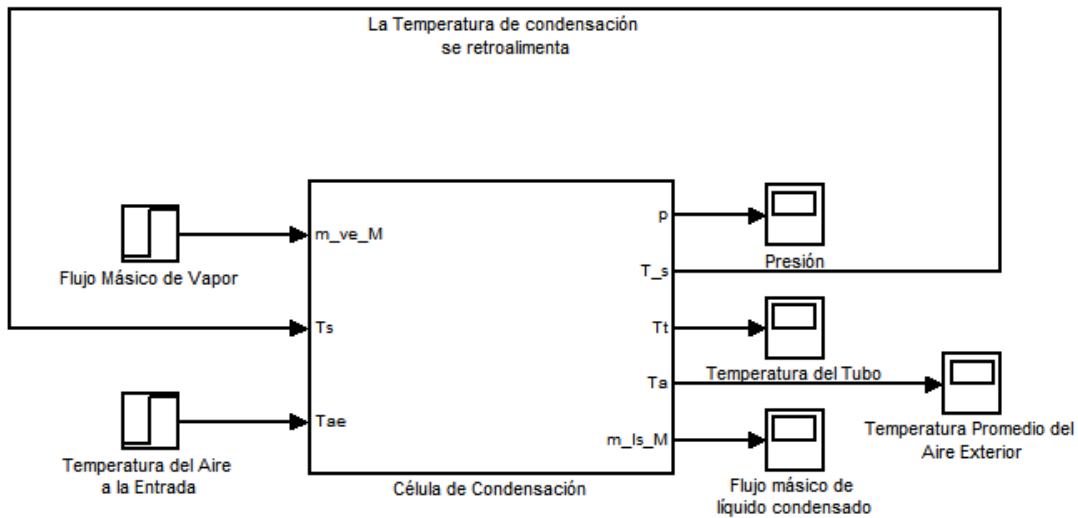 La Temperatura de condensación
se retroalimenta
m_ve_M
p
Flujo Másico de Vapor
Presión
T_s
Ts
Tt
Temperatura del Tubo
Ta
Tae
m_ls_M
Temperatura Promedio del
Aire Exterior
Temperatura del Aire
a la Entrada
Célula de Condensación
Flujo másico de
líquido condensado